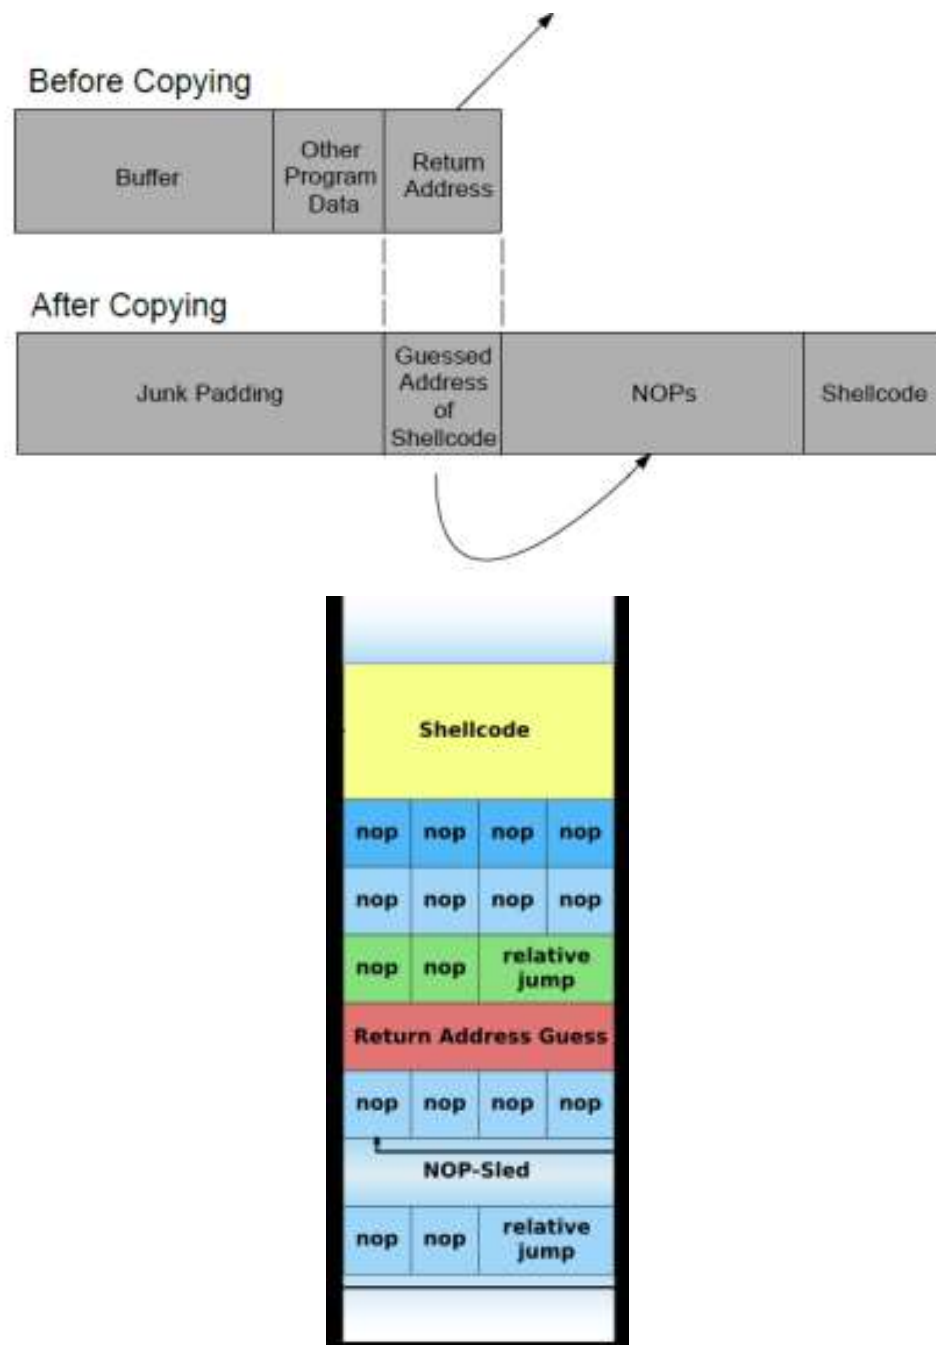 Before Copying
Buffer
Other
Program
Data
Return
Address
After Copying
Junk Padding
Guessed
Address
of
Shellcode
NOPs
Shellcode
Shellcode
nop nop nop nop
nop nop nop nop
nop nop relative
jump
Return Address Guess
nop nop nop nop
NOP-Sled
nop nop relative
jump